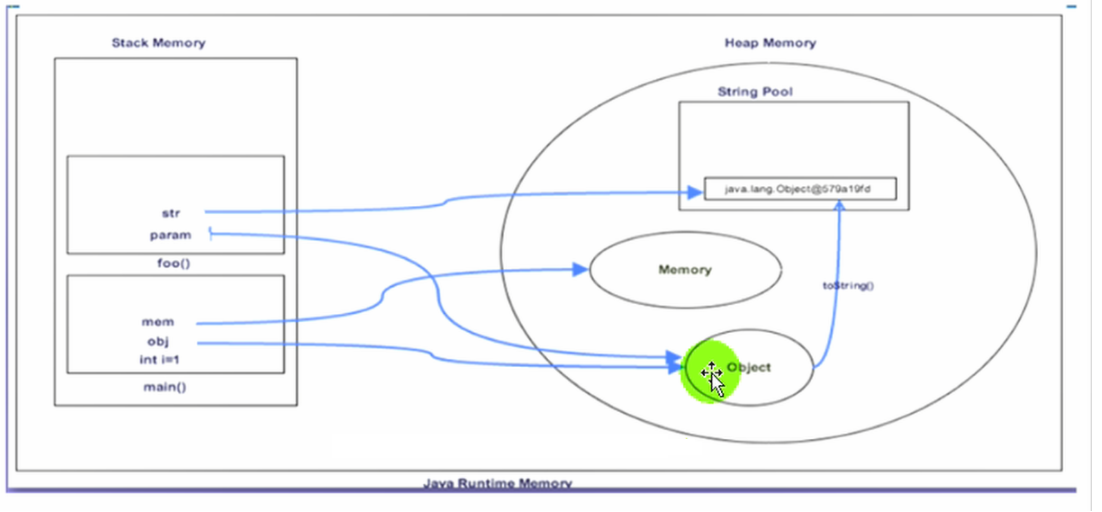 Stack Memory
Heap Memory
String Pool
java.lang.Object@579a19fd
str
param
foo()
Memory
toString()
mem
obj
int i=1
main()
Object
Java Runtime Memory